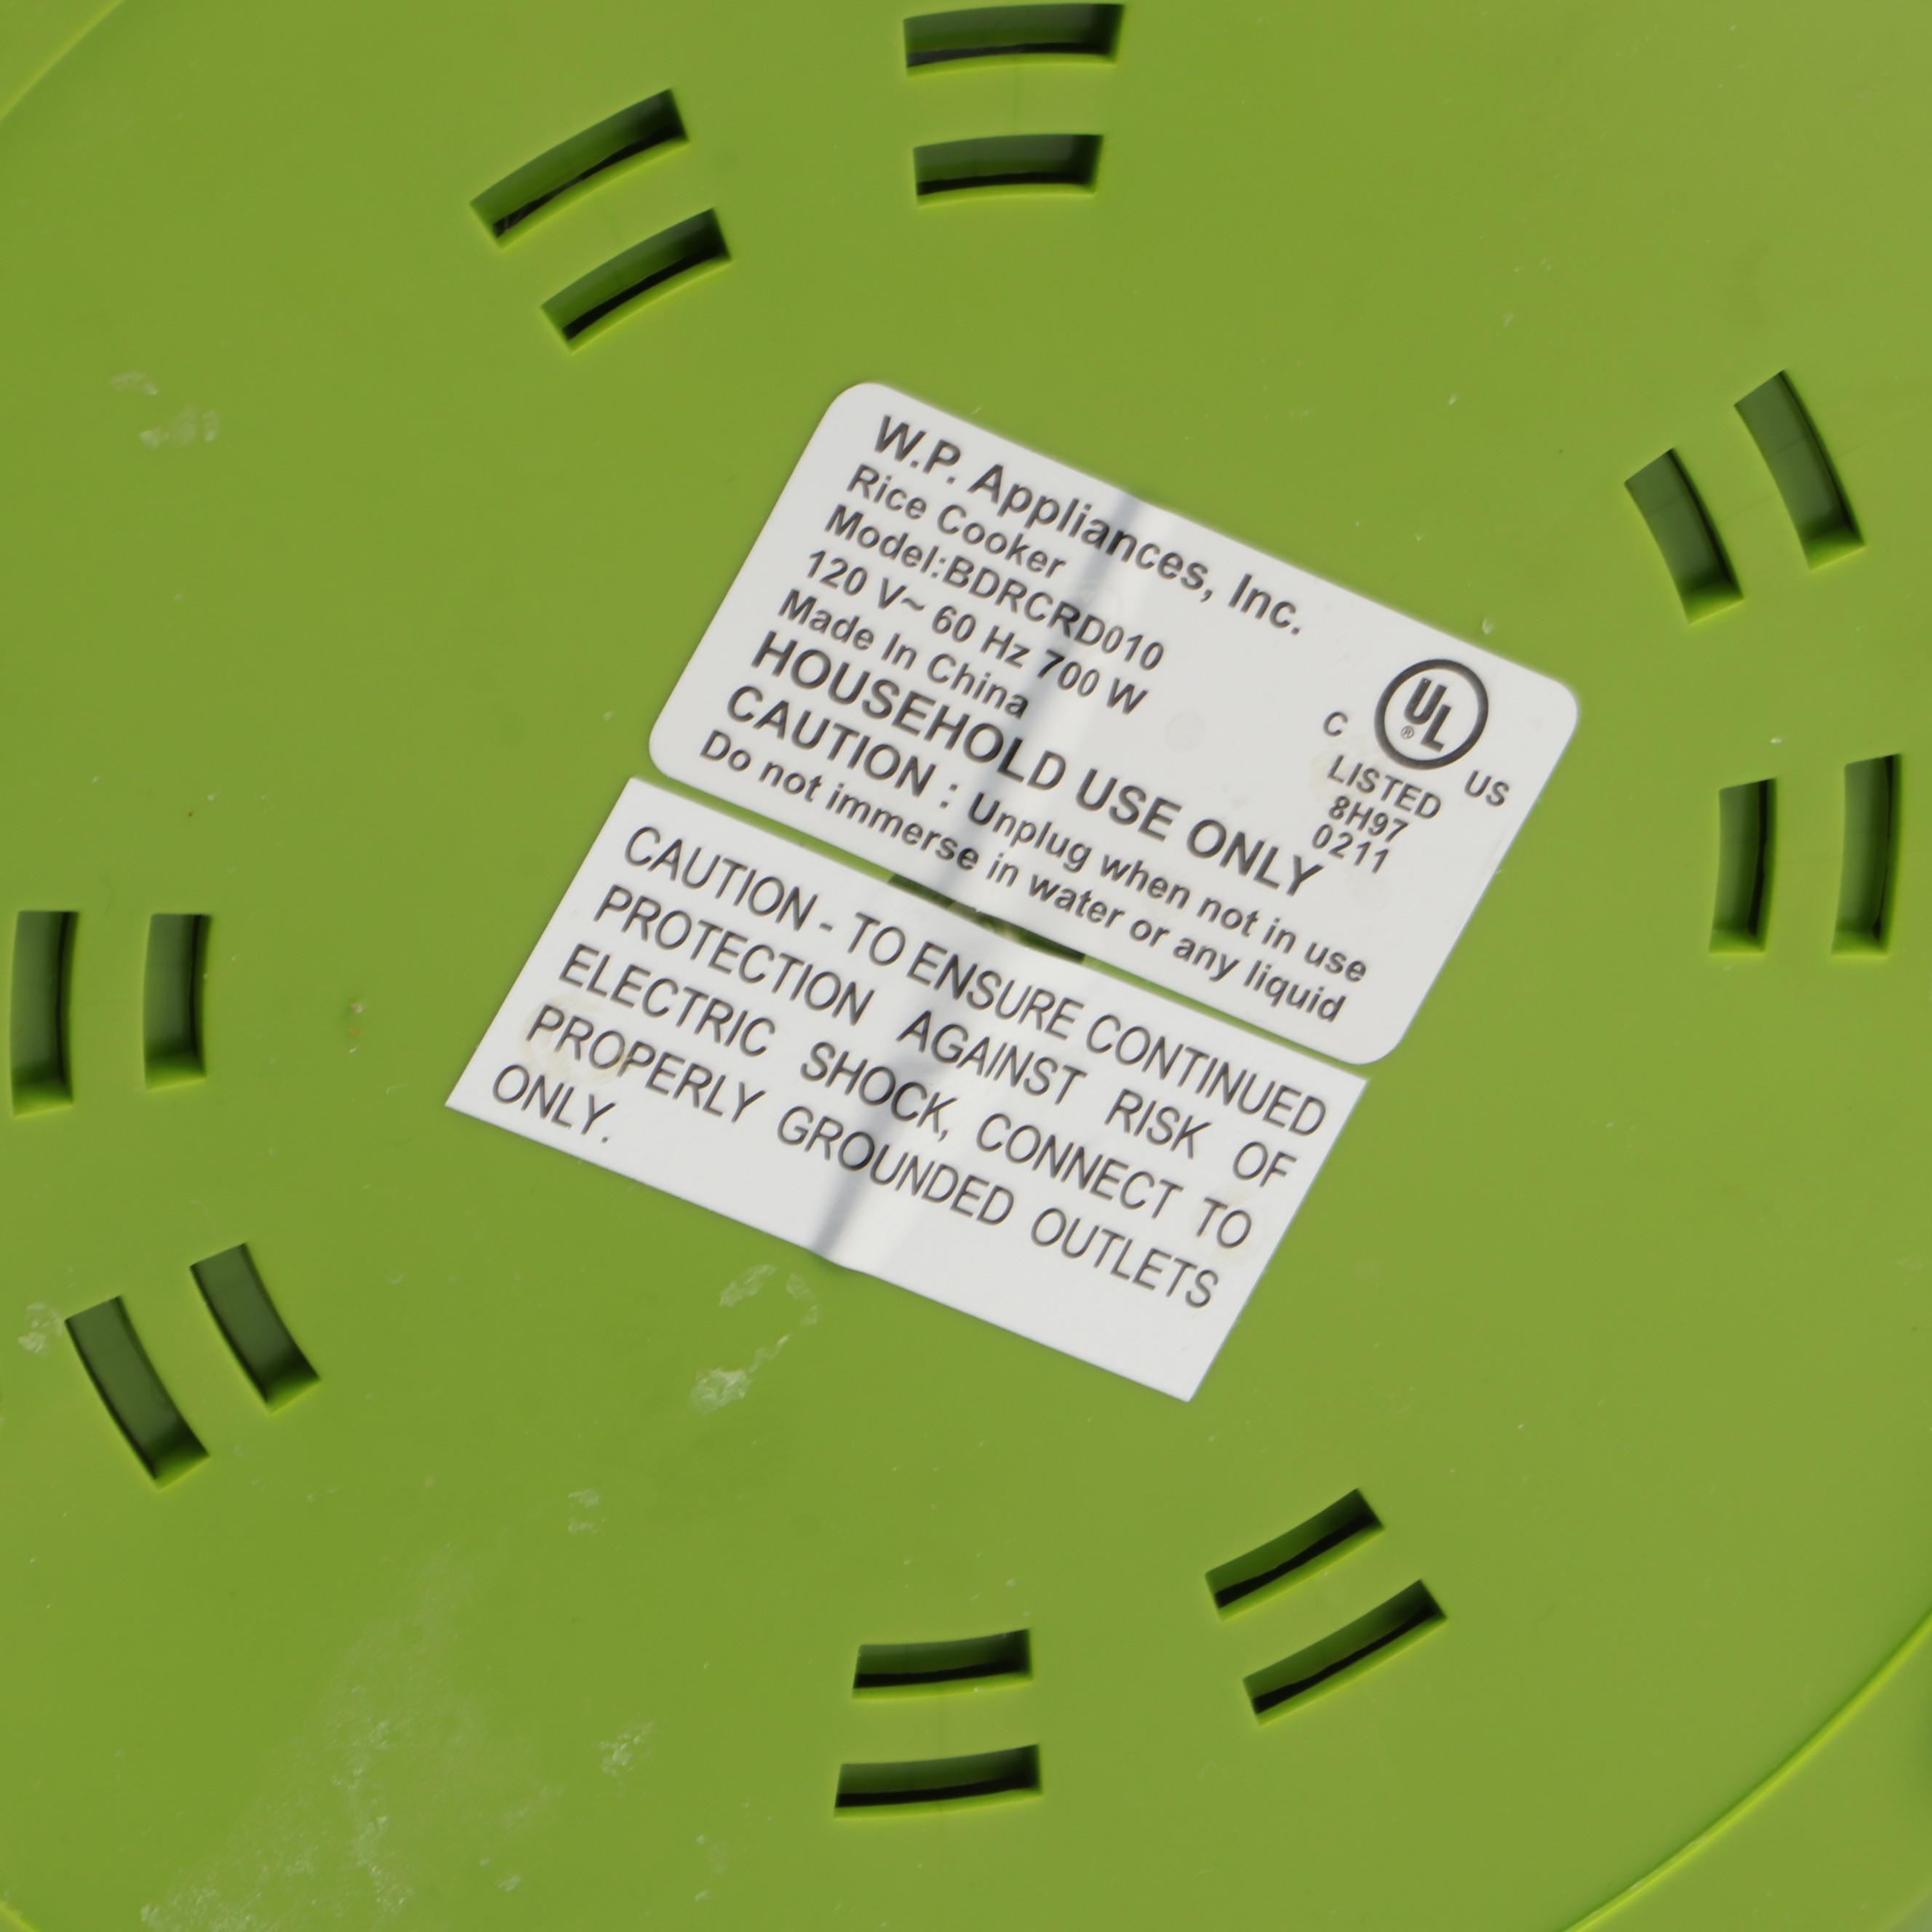 W.P. Appliances, Inc.
Rice Cooker
Model:BDRCRD010
120 V~ 60 Hz 700 W
Made In China
HOUSEHOLD USE ONLY
CAUTION : Unplug when not in use
Do not immerse in water or any liquid
C UL ® US
LISTED
8H97
0211
CAUTION - TO ENSURE CONTINUED
PROTECTION AGAINST RISK OF
ELECTRIC SHOCK, CONNECT TO
PROPERLY GROUNDED OUTLETS
ONLY.